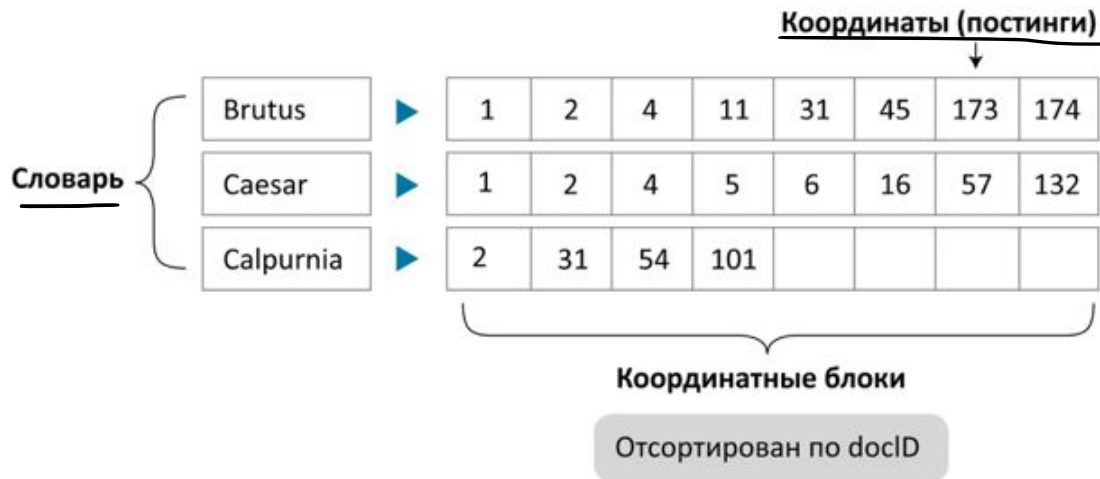 Координаты (постинги)
Brutus 1 2 4 11 31 45 173 174
Словарь
Caesar 1 2 4 5 6 16 57 132
Calpurnia 2 31 54 101
Координатные блоки
Отсортирован по docID